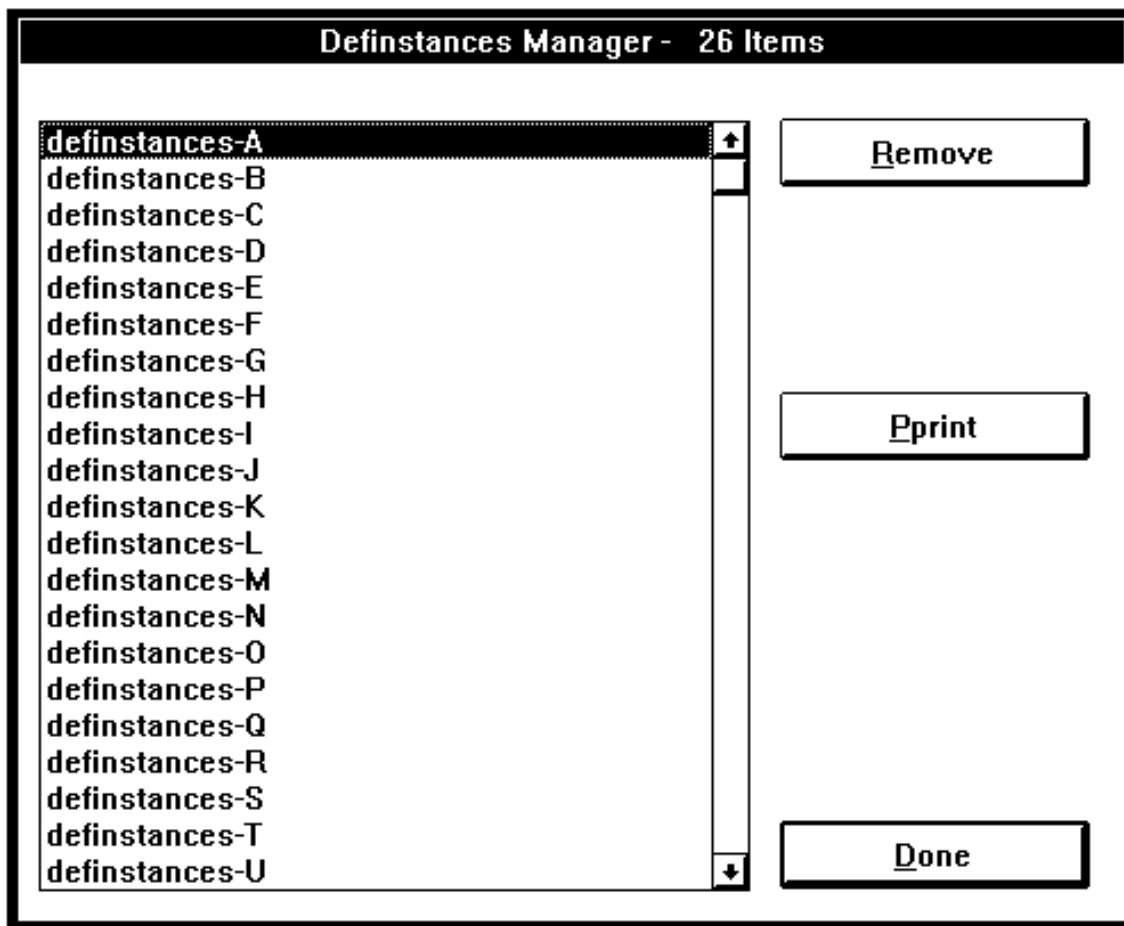 Definstances Manager -   26 Items
definstances-A
definstances-B
definstances-C
definstances-D
definstances-E
definstances-F
definstances-G
definstances-H
definstances-I
definstances-J
definstances-K
definstances-L
definstances-M
definstances-N
definstances-O
definstances-P
definstances-Q
definstances-R
definstances-S
definstances-T
definstances-U
Remove
Pprint
Done